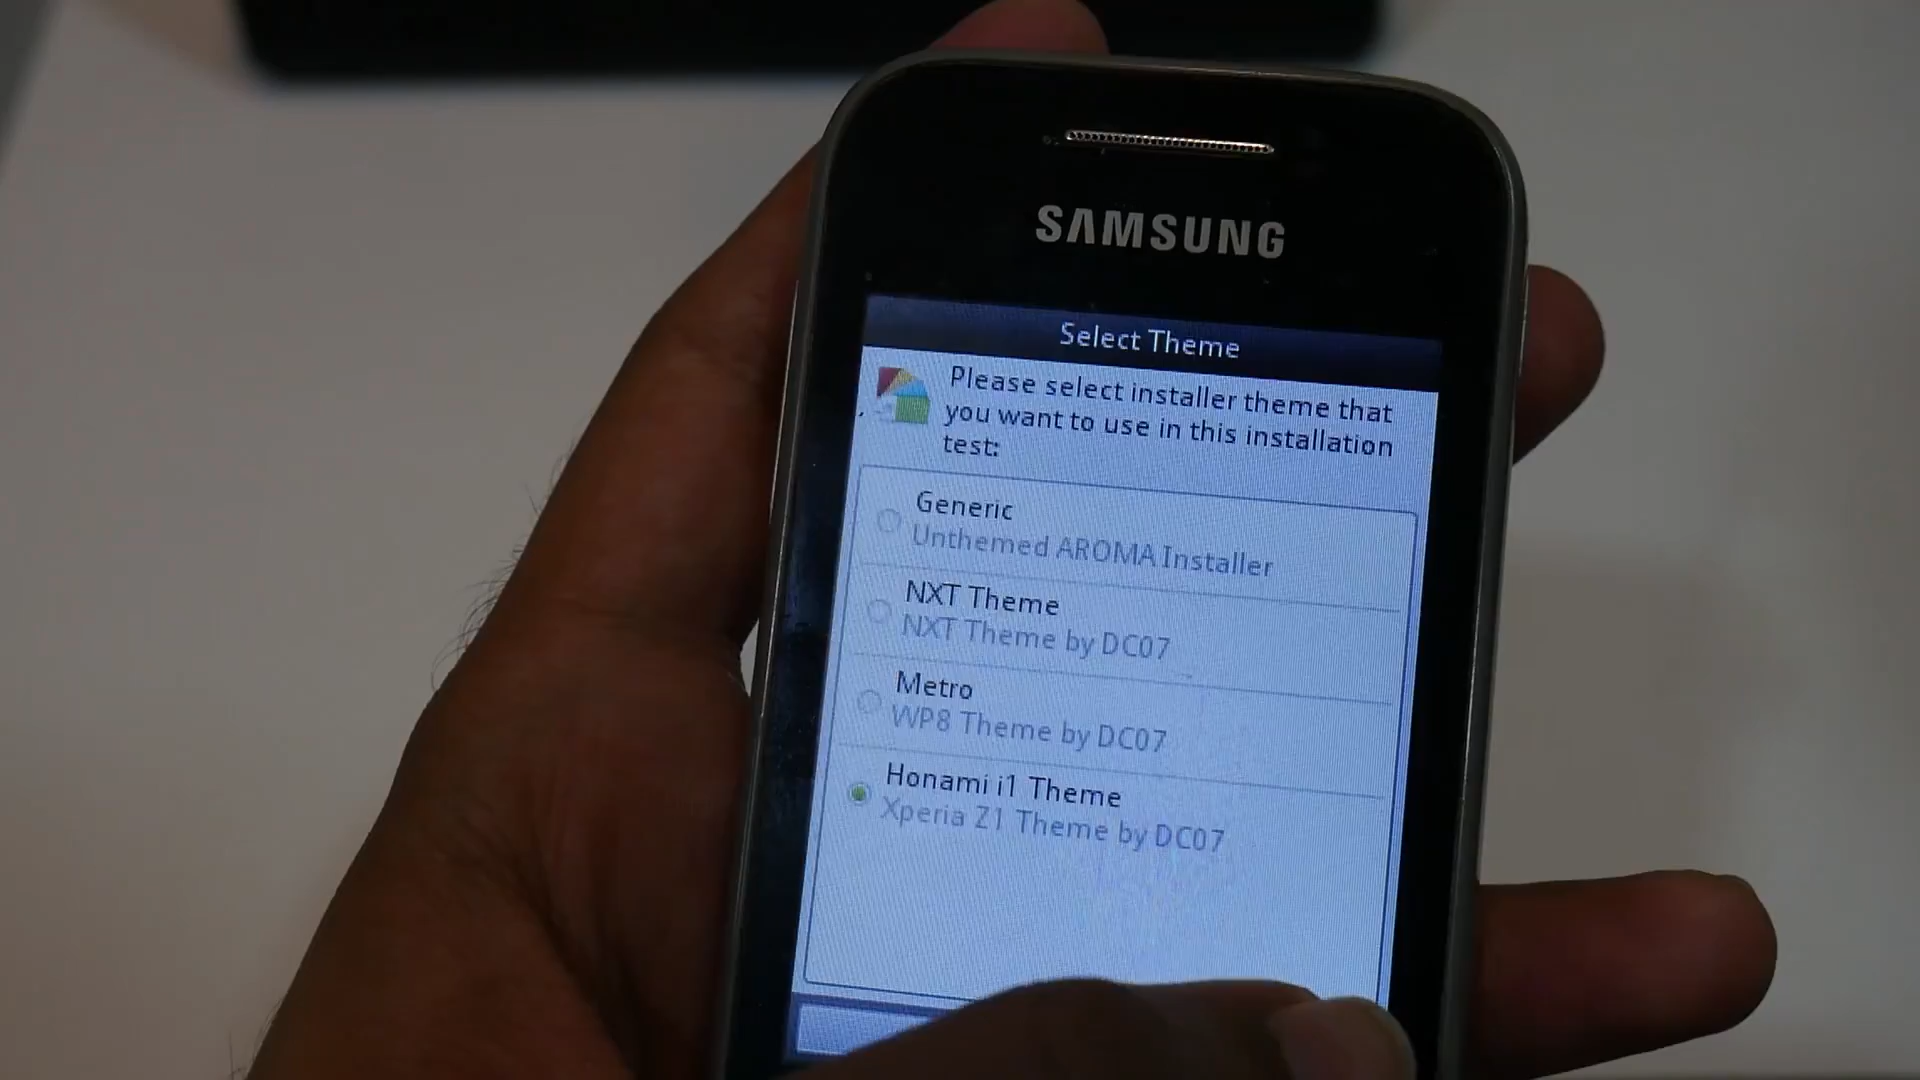 SAMSUNG
Select Theme
Please select installer theme that
you want to use in this installation
test:
Generic
Unthemed AROMA Installer
NXT Theme
NXT Theme by DC07
Metro
WP8 Theme by DC07
Honami i1 Theme
Xperia Z1 Theme by DC07